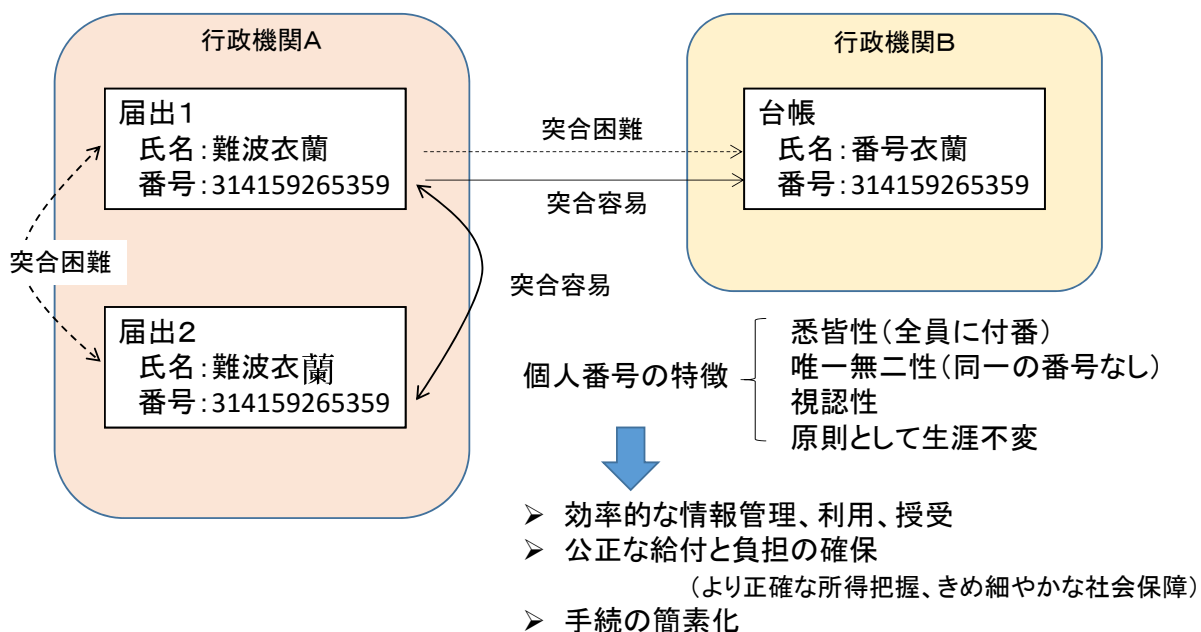 行政機関A
届出1
氏名:難波衣蘭
番号:314159265359
突合困難
届出2
氏名:難波衣蘭
番号:314159265359
突合困難
突合容易
突合容易
行政機関B
台帳
氏名:番号衣蘭
番号:314159265359
個人番号の特徴
悉皆性(全員に付番)
唯一無二性(同一の番号なし)
視認性
原則として生涯不変
➢ 効率的な情報管理、利用、授受
➢ 公正な給付と負担の確保
(より正確な所得把握、きめ細やかな社会保障)
➢ 手続の簡素化